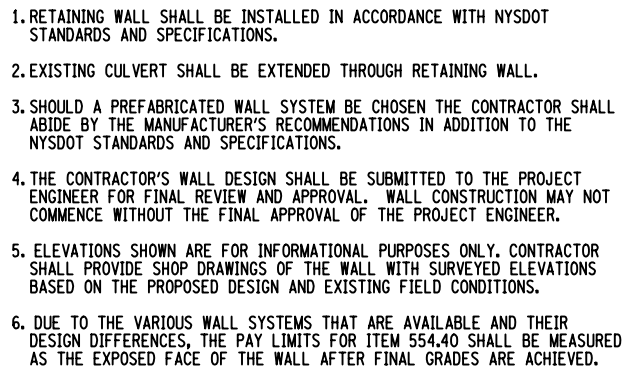 1. RETAINING WALL SHALL BE INSTALLED IN ACCORDANCE WITH NYSDOT
STANDARDS AND SPECIFICATIONS.
2. EXISTING CULVERT SHALL BE EXTENDED THROUGH RETAINING WALL.
3. SHOULD A PREFABRICATED WALL SYSTEM BE CHOSEN THE CONTRACTOR SHALL
ABIDE BY THE MANUFACTURER'S RECOMMENDATIONS IN ADDITION TO THE
NYSDOT STANDARDS AND SPECIFICATIONS.
4. THE CONTRACTOR'S WALL DESIGN SHALL BE SUBMITTED TO THE PROJECT
ENGINEER FOR FINAL REVIEW AND APPROVAL. WALL CONSTRUCTION MAY NOT
COMMENCE WITHOUT THE FINAL APPROVAL OF THE PROJECT ENGINEER.
5. ELEVATIONS SHOWN ARE FOR INFORMATIONAL PURPOSES ONLY. CONTRACTOR
SHALL PROVIDE SHOP DRAWINGS OF THE WALL WITH SURVEYED ELEVATIONS
BASED ON THE PROPOSED DESIGN AND EXISTING FIELD CONDITIONS.
6. DUE TO THE VARIOUS WALL SYSTEMS THAT ARE AVAILABLE AND THEIR
DESIGN DIFFERENCES, THE PAY LIMITS FOR ITEM 554.40 SHALL BE MEASURED
AS THE EXPOSED FACE OF THE WALL AFTER FINAL GRADES ARE ACHIEVED.